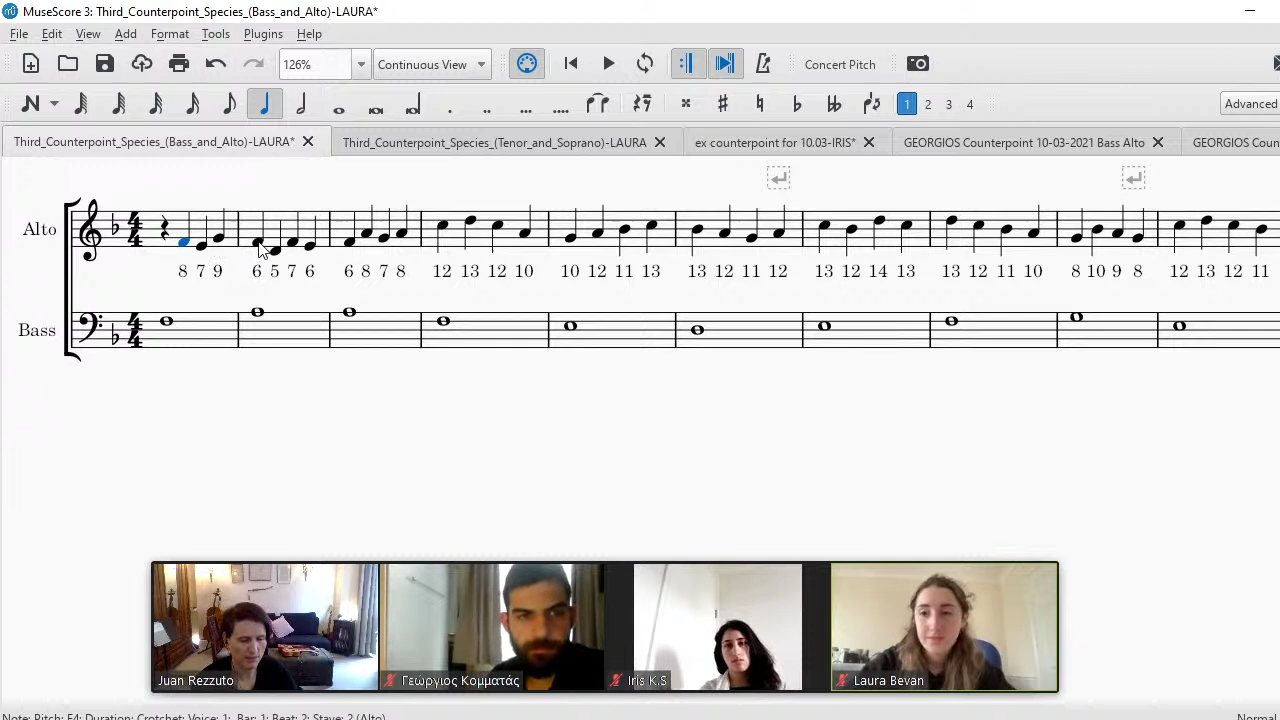 MuseScore 3: Third_Counterpoint_Species_(Bass_and_Alto)-LAURA*
File Edit View Add Format Tools Plugins Help
126% Continuous View Concert Pitch
1 2 3 4 Advanced
Third_Counterpoint_Species_(Bass_and_Alto)-LAURA* Third_Counterpoint_Species_(Tenor_and_Soprano)-LAURA ex counterpoint for 10.03-IRIS* GEORGIOS Counterpoint 10-03-2021 Bass Alto GEORGIOS Coun
Alto 4 4
8 7 9 6 5 7 6 6 8 7 8 12 13 12 10 10 12 11 13 13 12 11 12 13 12 14 13 13 12 11 10 8 10 9 8 12 13 12 11
Bass 4 4
Juan Rezzuto Γεώργιος Κομματάς Iris K.S Laura Bevan
Note; Pitch: F4; Duration: Crotchet; Voice: 1; Bar: 1; Beat: 2; Stave: 2 (Alto) Normal